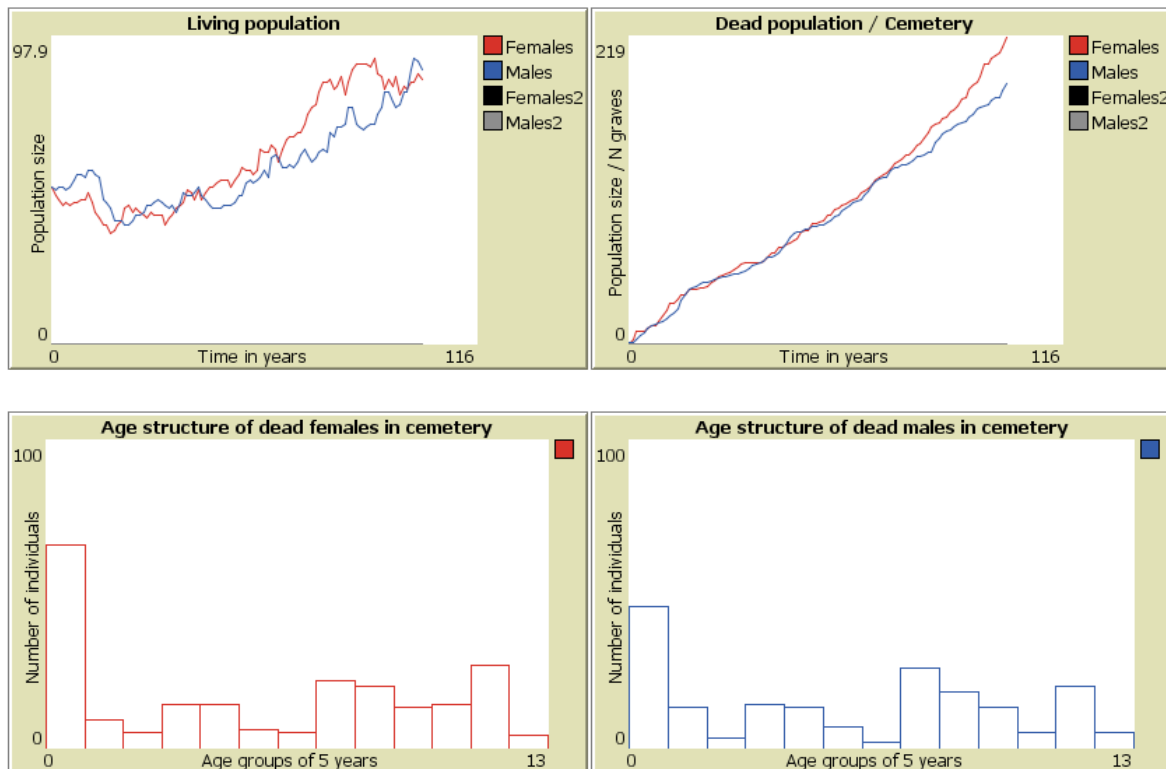 Living population
97.9
Population size
0
0
Time in years
116
Females
Males
Females2
Males2
Dead population / Cemetery
219
Population size / N graves
0
0
Time in years
116
Females
Males
Females2
Males2
Age structure of dead females in cemetery
100
Number of individuals
0
0
Age groups of 5 years
13
Age structure of dead males in cemetery
100
Number of individuals
0
0
Age groups of 5 years
13